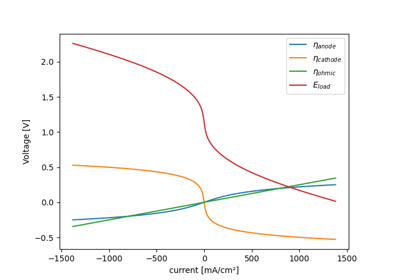 η_anode
η_cathode
η_ohmic
E_load
2.0
1.5
1.0
0.5
0.0
−0.5
Voltage [V]
−1500 −1000 −500 0 500 1000 1500
current [mA/cm²]